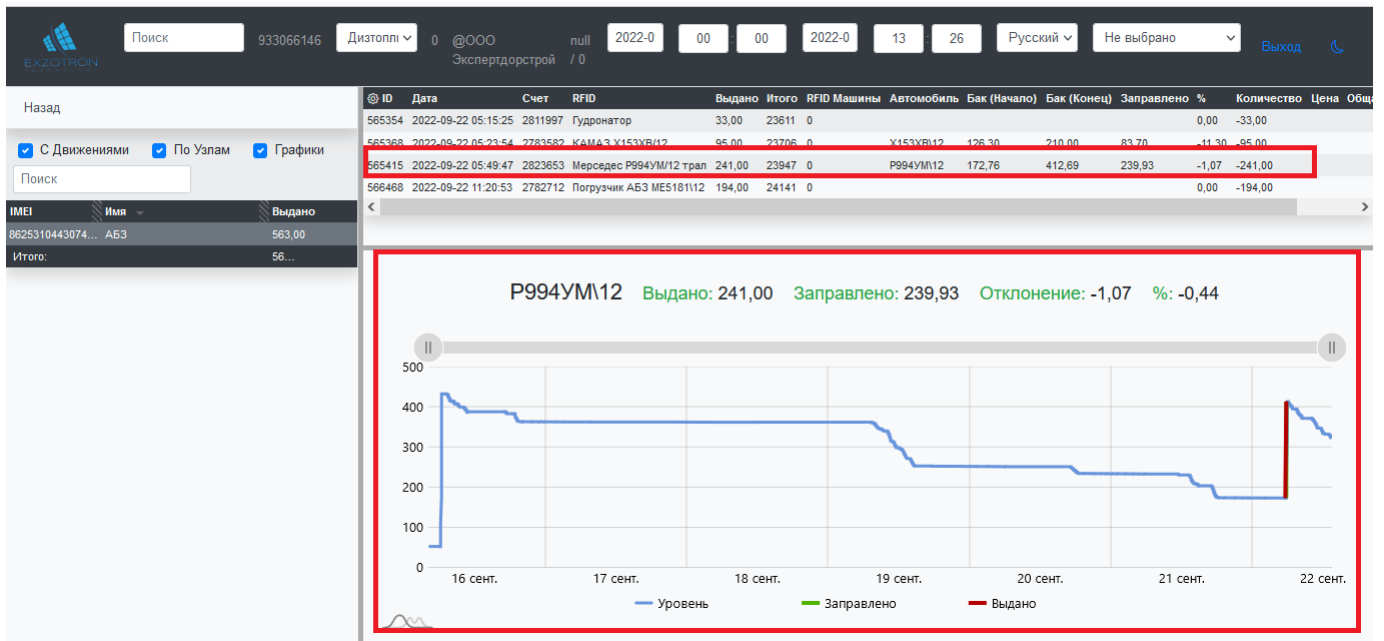 EXZOTRON
Поиск 933066146 Дизтопли 0 @ООО Экспертдорстрой null / 0 2022-0 00 : 00 2022-0 13 : 26 Русский Не выбрано Выход
Назад
С Движениями По Узлам Графики
Поиск
IMEI Имя Выдано
8625310443074... АБЗ 563,00
Итого: 56...
ID Дата Счет RFID Выдано Итого RFID Машины Автомобиль Бак (Начало) Бак (Конец) Заправлено % Количество Цена Обща
565354 2022-09-22 05:15:25 2811997 Гудронатор 33,00 23611 0 0,00 -33,00
565368 2022-09-22 05:23:54 2783582 КАМАЗ Х153ХВ/12 95,00 23706 0 Х153ХВ\12 126,30 210,00 83,70 -11,30 -95,00
565415 2022-09-22 05:49:47 2823653 Мерседес Р994УМ/12 трал 241,00 23947 0 Р994УМ\12 172,76 412,69 239,93 -1,07 -241,00
566468 2022-09-22 11:20:53 2782712 Погрузчик АБЗ МЕ5181\12 194,00 24141 0 0,00 -194,00
Р994УМ\12 Выдано: 241,00 Заправлено: 239,93 Отклонение: -1,07 %: -0,44
500
400
300
200
100
0
16 сент. 17 сент. 18 сент. 19 сент. 20 сент. 21 сент. 22 сент.
Уровень Заправлено Выдано